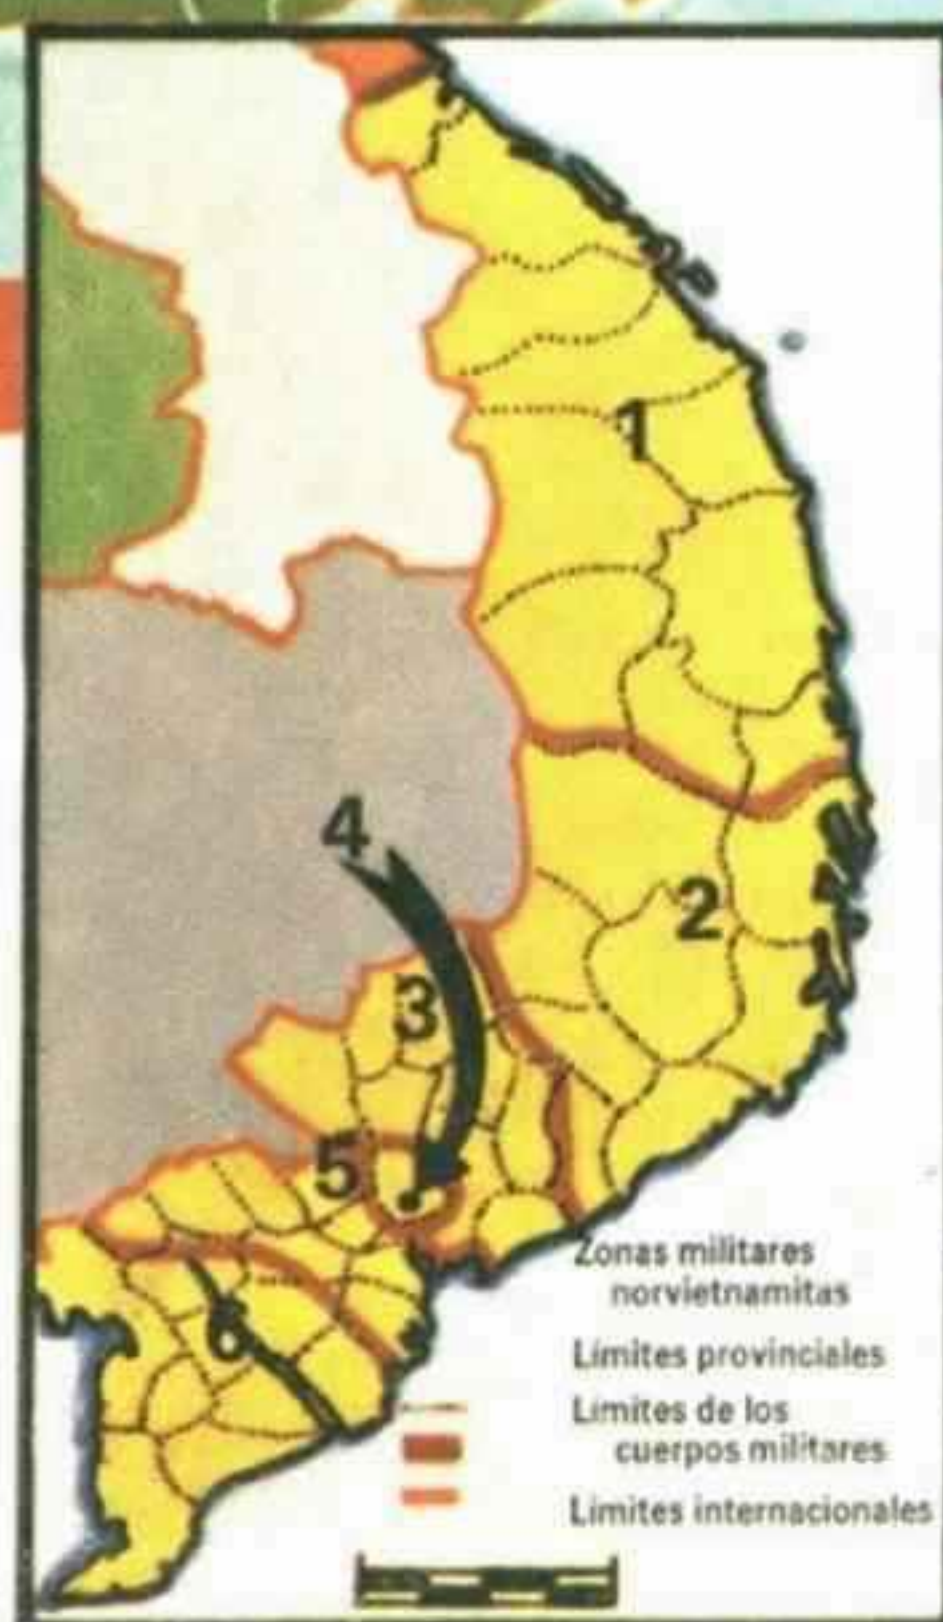 1
4
2
3
5
6
Zonas militares
norvietnamitas
Límites provinciales
Límites de los
cuerpos militares
Límites internacionales